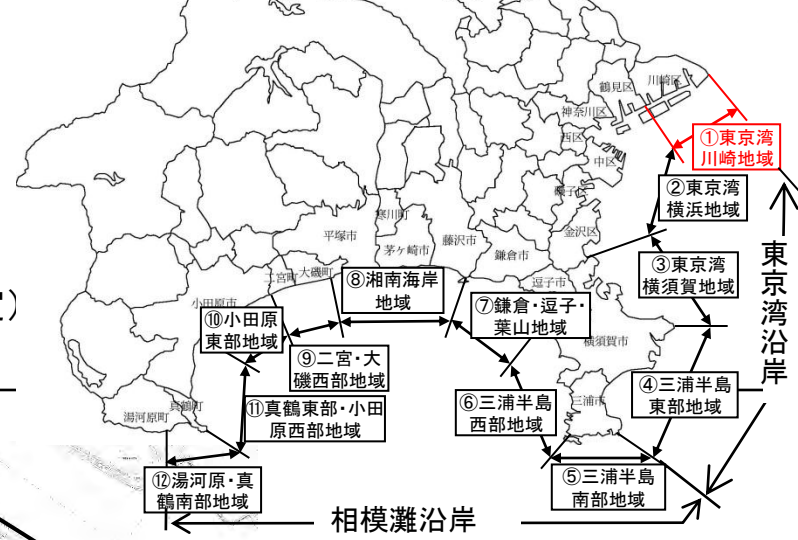 鶴見区
川崎区
神奈川区
西区
中区
磯子区
金沢区
①東京湾
川崎地域
②東京湾
横浜地域
③東京湾
横須賀地域
東京湾沿岸
寒川町
平塚市
茅ヶ崎市
藤沢市
鎌倉市
逗子市
二宮町
大磯町
小田原市
⑧湘南海岸
地域
⑦鎌倉・逗子・
葉山地域
⑩小田原
東部地域
⑨二宮・大
磯西部地域
横須賀市
④三浦半島
東部地域
三浦市
⑥三浦半島
西部地域
真鶴町
湯河原町
⑪真鶴東部・小田
原西部地域
⑫湯河原・真
鶴南部地域
⑤三浦半島
南部地域
相模灘沿岸